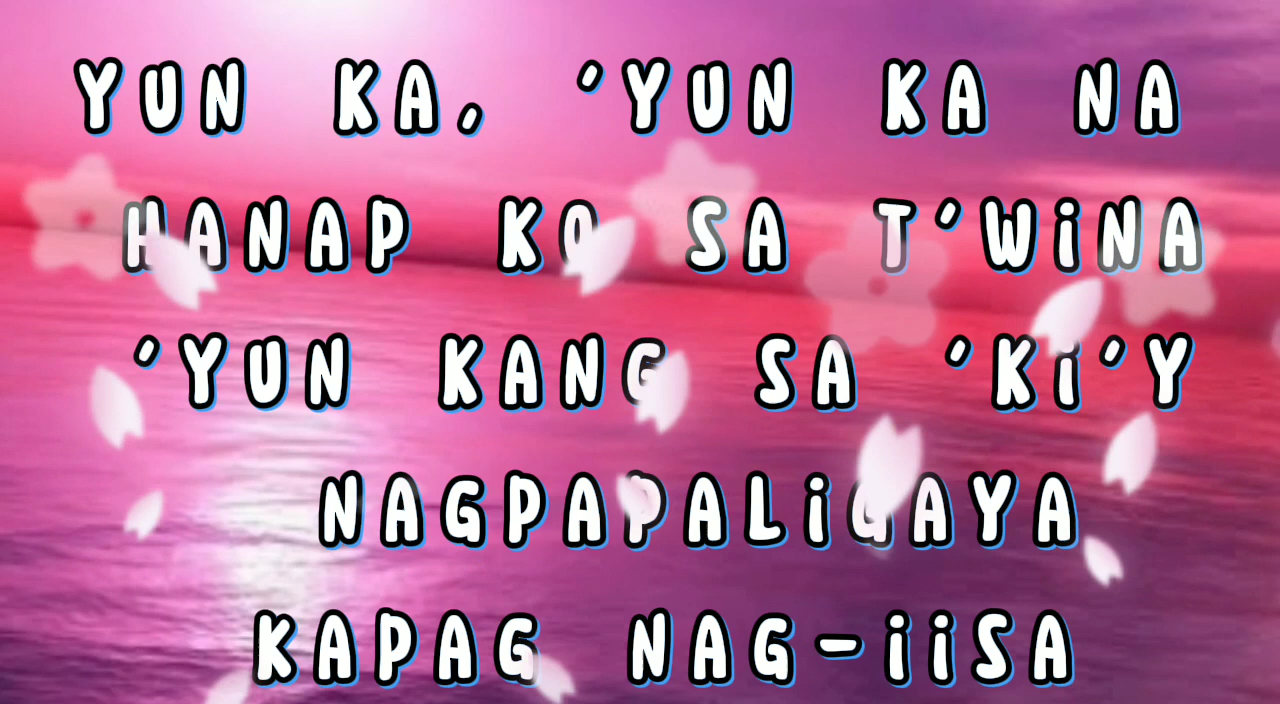 YUN KA, 'YUN KA NA
HANAP KO SA T'WiNA
'YUN KANG SA 'Ki'Y
NAGPAPALiGAYA
KAPAG NAG-iiSA